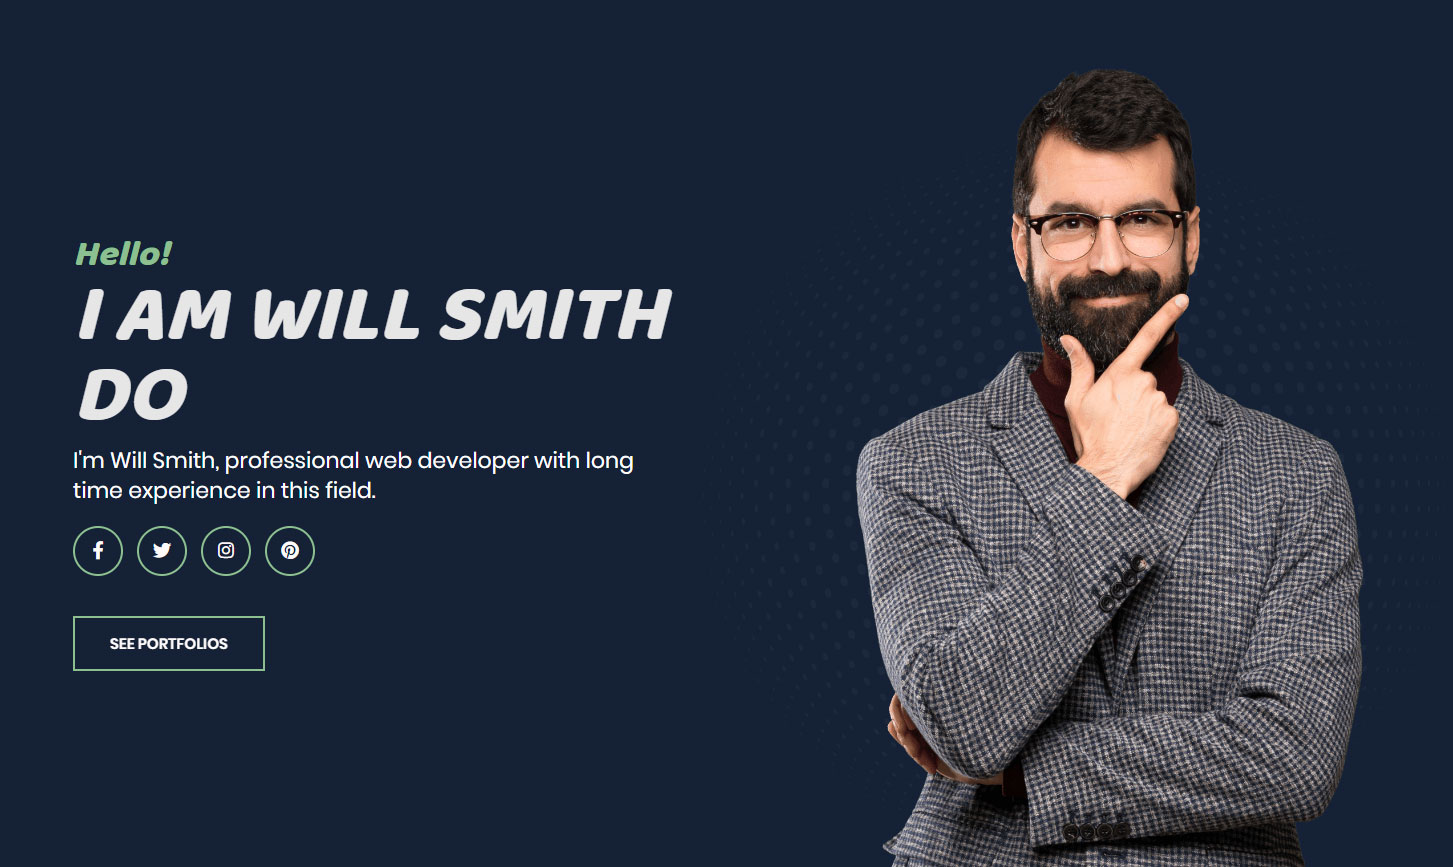 Hello!
I AM WILL SMITH
DO
I'm Will Smith, professional web developer with long
time experience in this field.
SEE PORTFOLIOS